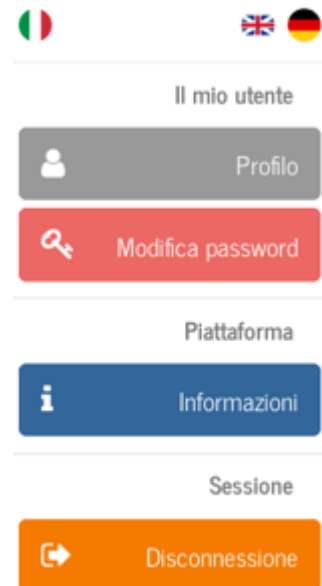 Il mio utente
Profilo
Modifica password
Piattaforma
Informazioni
Sessione
Disconnessione